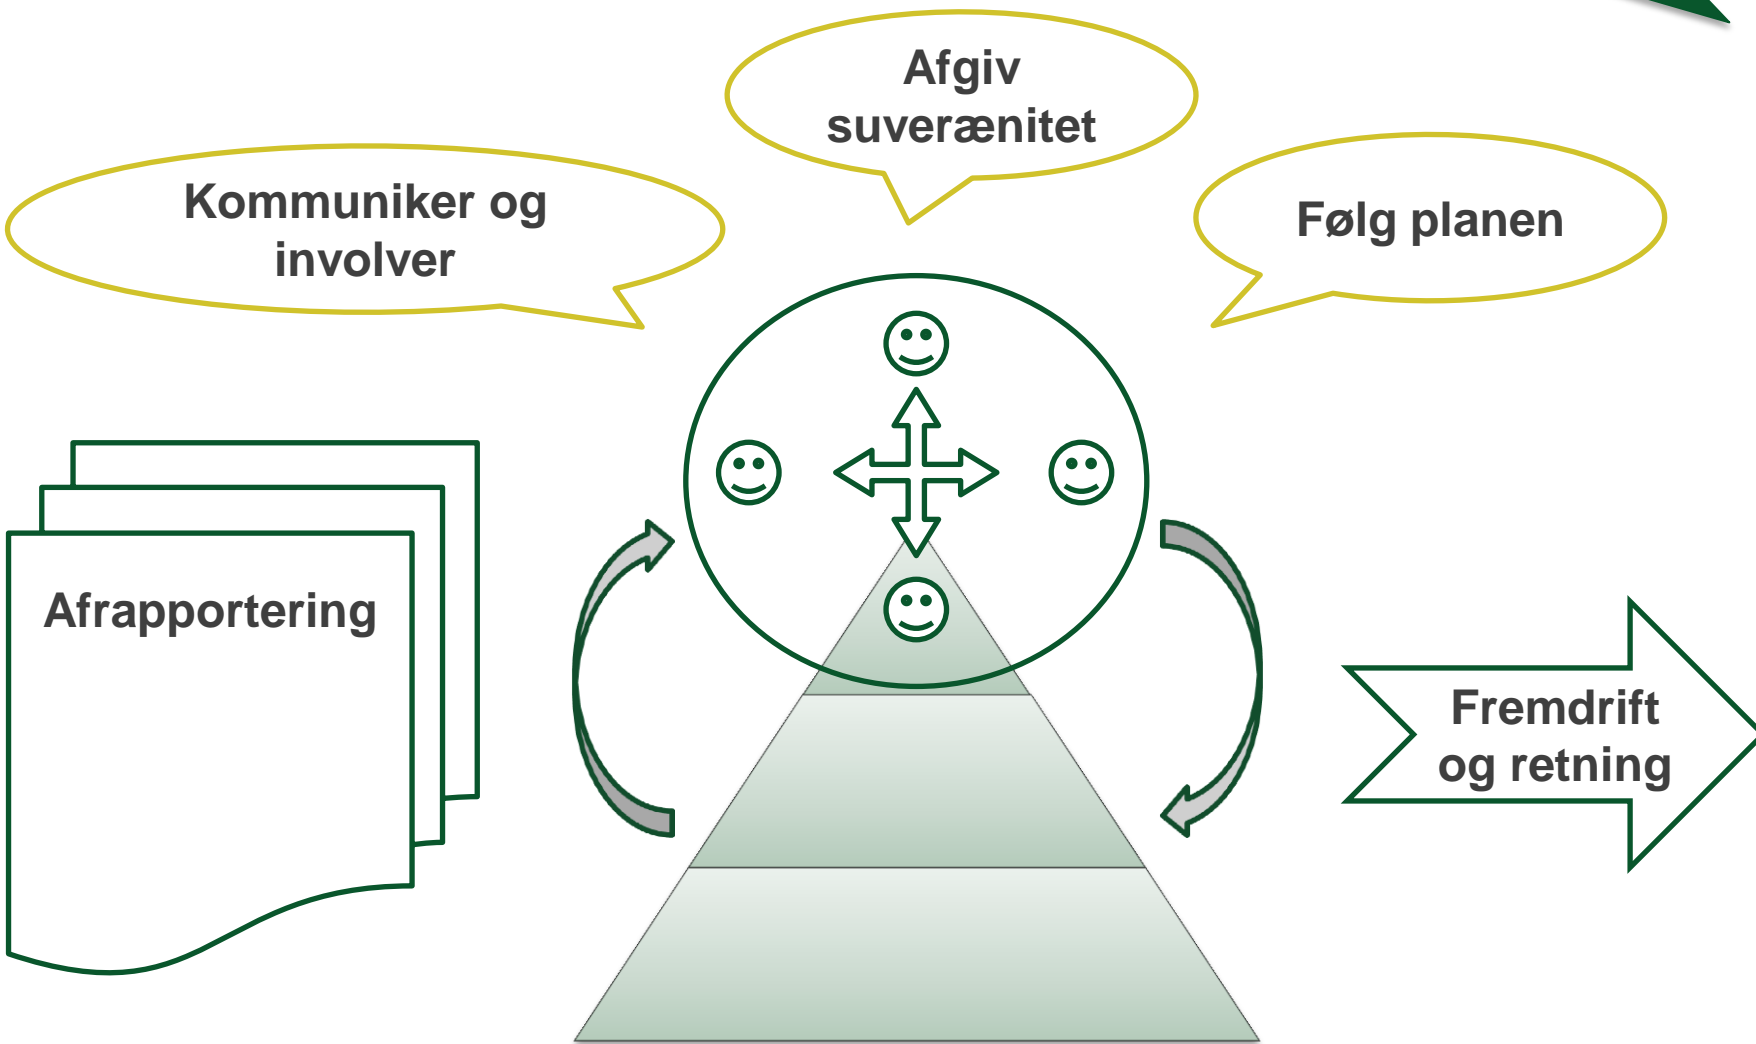 Afgiv
suverænitet
Kommuniker og
involver
Følg planen
Afrapportering
Fremdrift
og retning